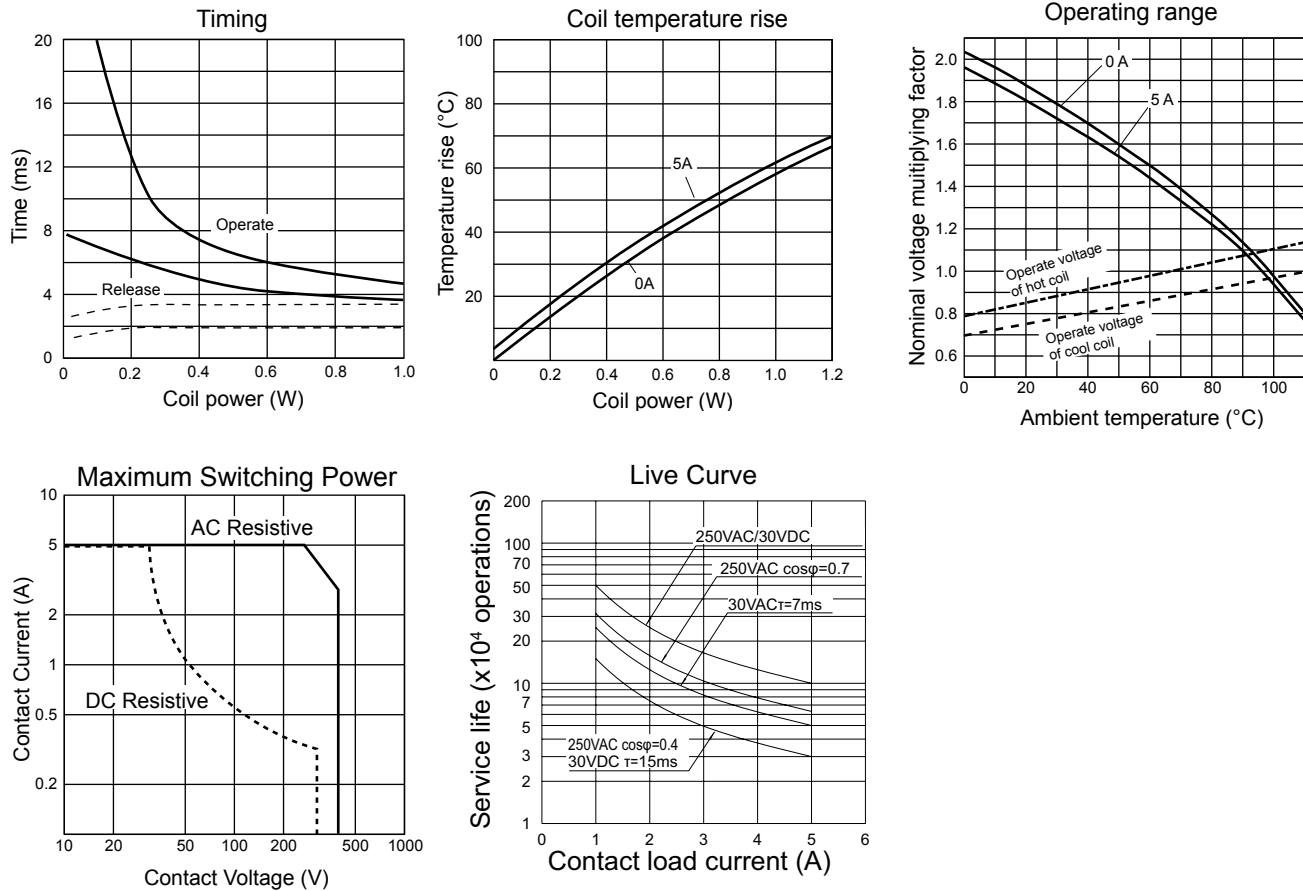 Timing
20
16
12
8
4
0
Time (ms)
Operate
Release
0
0.2
0.4
0.6
0.8
1.0
Coil power (W)
Coil temperature rise
100
80
60
40
20
Temperature rise (°C)
5A
0A
0
0.2
0.4
0.6
0.8
1.0
1.2
Coil power (W)
Operating range
2.0
1.8
1.6
1.4
1.2
1.0
0.8
0.6
Nominal voltage multiplying factor
0 A
5 A
Operate voltage
of hot coil
Operate voltage
of cool coil
0
20
40
60
80
100
Ambient temperature (°C)
Maximum Switching Power
10
5
2
1
0.5
0.2
Contact Current (A)
AC Resistive
DC Resistive
10
20
50
100
200
500
1000
Contact Voltage (V)
Live Curve
200
100
70
50
30
20
10
7
5
3
2
1
Service life (x10⁴ operations)
250VAC/30VDC
250VAC cosφ=0.7
30VACτ=7ms
250VAC cosφ=0.4
30VDC τ=15ms
0
1
2
3
4
5
6
Contact load current (A)